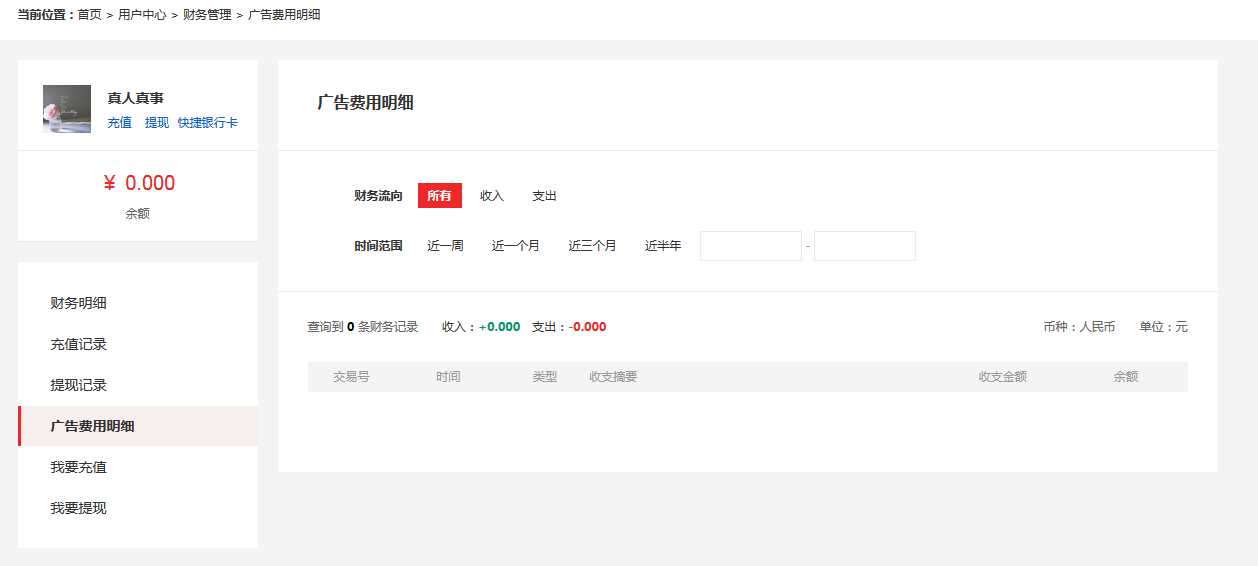 当前位置：首页 > 用户中心 > 财务管理 > 广告费用明细
真人真事
充值 提现 快捷银行卡
¥ 0.000
余额
财务明细
充值记录
提现记录
广告费用明细
我要充值
我要提现
广告费用明细
财务流向 所有 收入 支出
时间范围 近一周 近一个月 近三个月 近半年 -
查询到 0 条财务记录 收入：+0.000 支出：-0.000 币种：人民币 单位：元
交易号 时间 类型 收支摘要 收支金额 余额